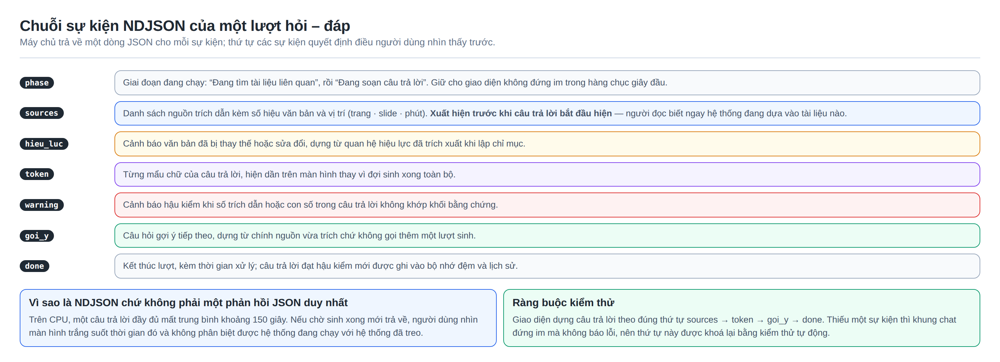 Chuỗi sự kiện NDJSON của một lượt hỏi – đáp
Máy chủ trả về một dòng JSON cho mỗi sự kiện; thứ tự các sự kiện quyết định điều người dùng nhìn thấy trước.
phase
Giai đoạn đang chạy: “Đang tìm tài liệu liên quan”, rồi “Đang soạn câu trả lời”. Giữ cho giao diện không đứng im trong hàng chục giây đầu.
sources
Danh sách nguồn trích dẫn kèm số hiệu văn bản và vị trí (trang · slide · phút). Xuất hiện trước khi câu trả lời bắt đầu hiện — người đọc biết ngay hệ thống đang dựa vào tài liệu nào.
hieu_luc
Cảnh báo văn bản đã bị thay thế hoặc sửa đổi, dựng từ quan hệ hiệu lực đã trích xuất khi lập chỉ mục.
token
Từng mẩu chữ của câu trả lời, hiện dần trên màn hình thay vì đợi sinh xong toàn bộ.
warning
Cảnh báo hậu kiểm khi số trích dẫn hoặc con số trong câu trả lời không khớp khối bằng chứng.
goi_y
Câu hỏi gợi ý tiếp theo, dựng từ chính nguồn vừa trích chứ không gọi thêm một lượt sinh.
done
Kết thúc lượt, kèm thời gian xử lý; câu trả lời đạt hậu kiểm mới được ghi vào bộ nhớ đệm và lịch sử.
Vì sao là NDJSON chứ không phải một phản hồi JSON duy nhất
Trên CPU, một câu trả lời đầy đủ mất trung bình khoảng 150 giây. Nếu chờ sinh xong mới trả về, người dùng nhìn
màn hình trắng suốt thời gian đó và không phân biệt được hệ thống đang chạy với hệ thống đã treo.
Ràng buộc kiểm thử
Giao diện dựng câu trả lời theo đúng thứ tự sources → token → goi_y → done. Thiếu một sự kiện thì khung chat
đứng im mà không báo lỗi, nên thứ tự này được khoá lại bằng kiểm thử tự động.